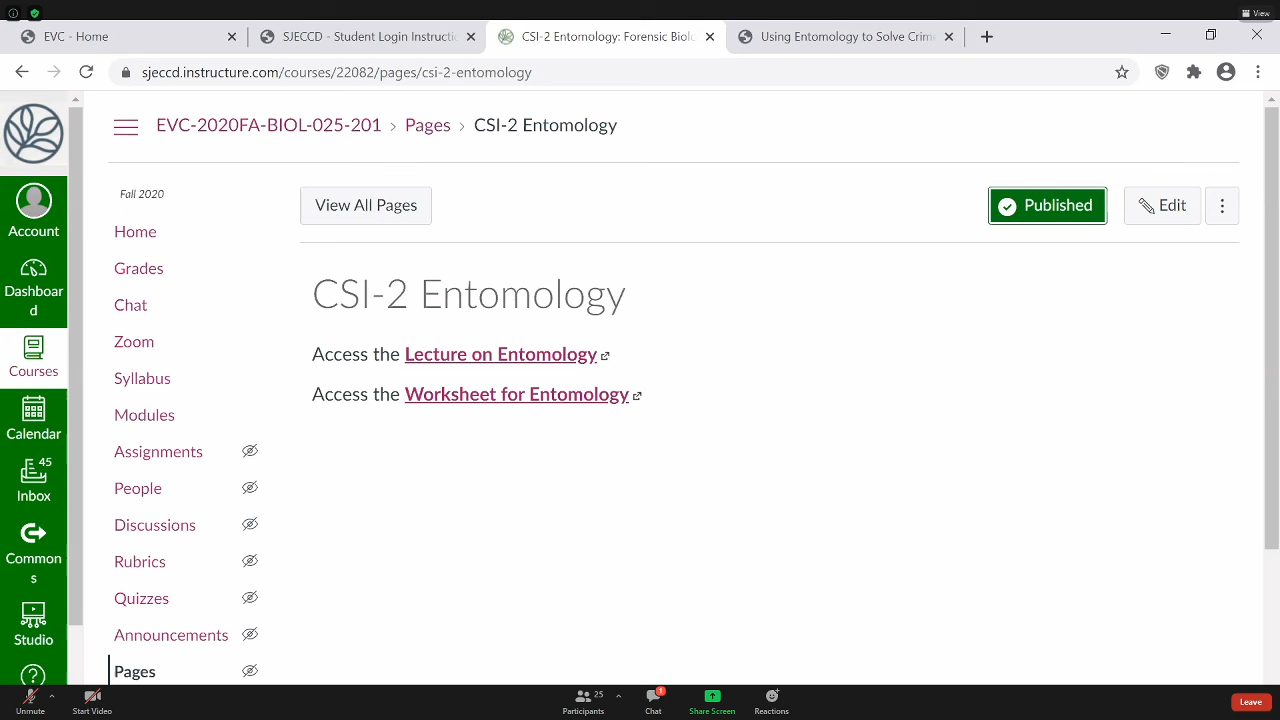 View
EVC - Home
SJECCD - Student Login Instructi
CSI-2 Entomology: Forensic Biol
Using Entomology to Solve Crim
sjeccd.instructure.com/courses/22082/pages/csi-2-entomology
EVC-2020FA-BIOL-025-201 > Pages > CSI-2 Entomology
Account
Dashboar
d
Courses
Calendar
45
Inbox
Common
s
Studio
Fall 2020
Home
Grades
Chat
Zoom
Syllabus
Modules
Assignments
People
Discussions
Rubrics
Quizzes
Announcements
Pages
View All Pages
Published
Edit
CSI-2 Entomology
Access the Lecture on Entomology
Access the Worksheet for Entomology
Unmute
Start Video
25
Participants
1
Chat
Share Screen
Reactions
Leave